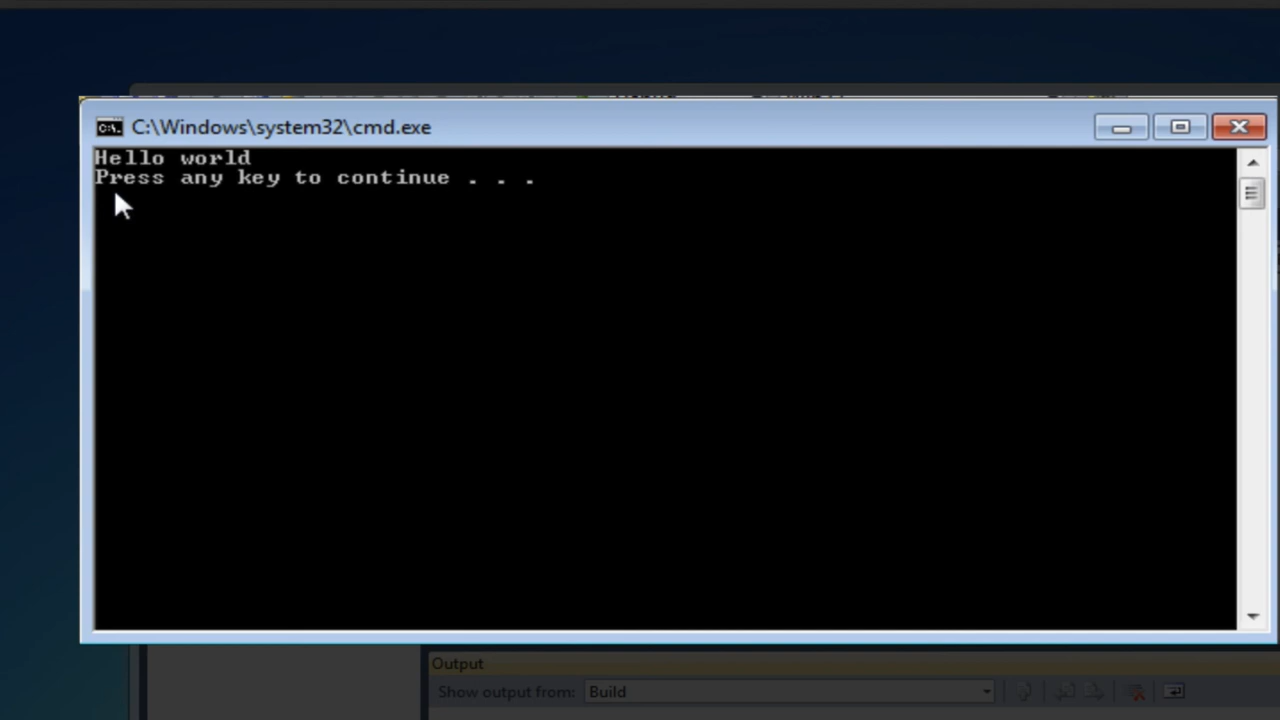 C:\Windows\system32\cmd.exe
Hello world
Press any key to continue . . .
Output
Show output from: Build